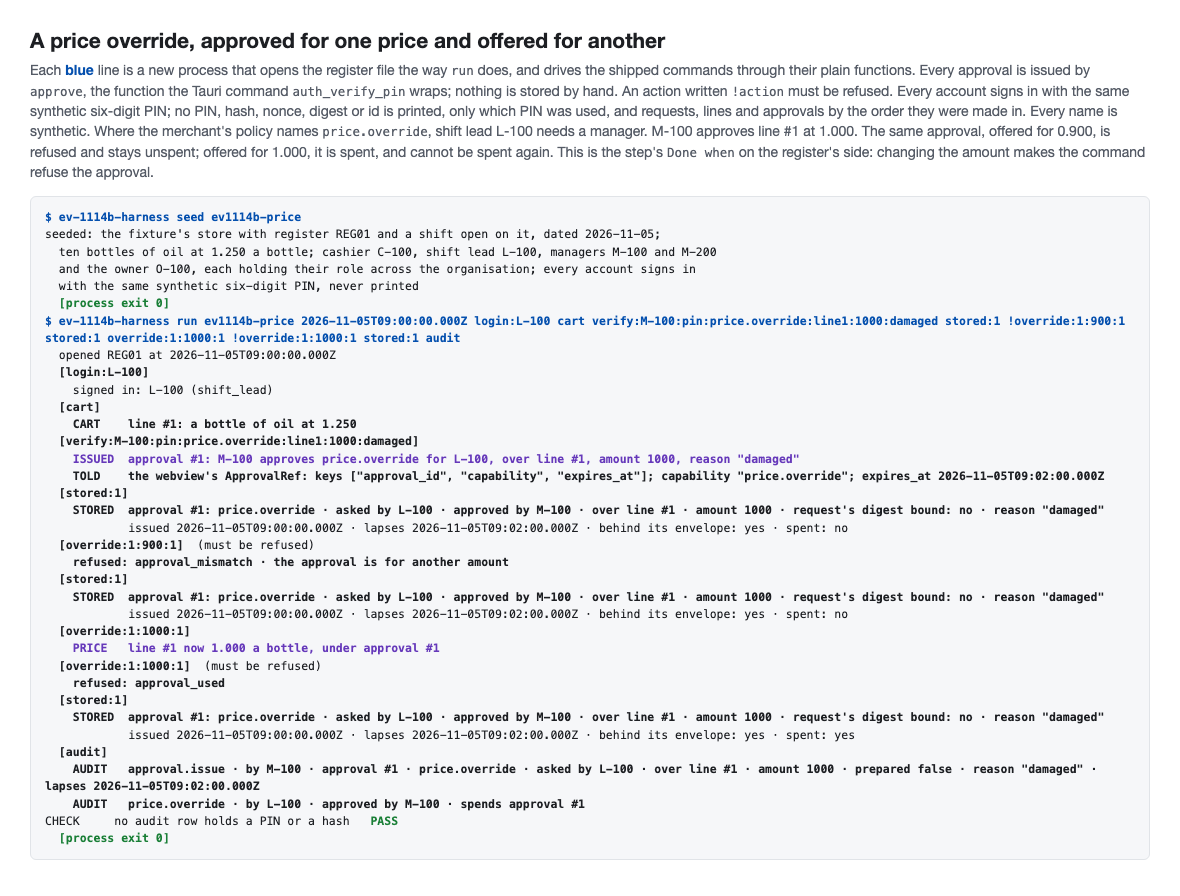 A price override, approved for one price and offered for another
Each blue line is a new process that opens the register file the way run does, and drives the shipped commands through their plain functions. Every approval is issued by
approve, the function the Tauri command auth_verify_pin wraps; nothing is stored by hand. An action written !action must be refused. Every account signs in with the same
synthetic six-digit PIN; no PIN, hash, nonce, digest or id is printed, only which PIN was used, and requests, lines and approvals by the order they were made in. Every name is
synthetic. Where the merchant's policy names price.override, shift lead L-100 needs a manager. M-100 approves line #1 at 1.000. The same approval, offered for 0.900, is
refused and stays unspent; offered for 1.000, it is spent, and cannot be spent again. This is the step's Done when on the register's side: changing the amount makes the command
refuse the approval.
$ ev-1114b-harness seed ev1114b-price
seeded: the fixture's store with register REG01 and a shift open on it, dated 2026-11-05;
ten bottles of oil at 1.250 a bottle; cashier C-100, shift lead L-100, managers M-100 and M-200
and the owner O-100, each holding their role across the organisation; every account signs in
with the same synthetic six-digit PIN, never printed
[process exit 0]
$ ev-1114b-harness run ev1114b-price 2026-11-05T09:00:00.000Z login:L-100 cart verify:M-100:pin:price.override:line1:1000:damaged stored:1 !override:1:900:1
stored:1 override:1:1000:1 !override:1:1000:1 stored:1 audit
opened REG01 at 2026-11-05T09:00:00.000Z
[login:L-100]
signed in: L-100 (shift_lead)
[cart]
CART line #1: a bottle of oil at 1.250
[verify:M-100:pin:price.override:line1:1000:damaged]
ISSUED approval #1: M-100 approves price.override for L-100, over line #1, amount 1000, reason "damaged"
TOLD the webview's ApprovalRef: keys ["approval_id", "capability", "expires_at"]; capability "price.override"; expires_at 2026-11-05T09:02:00.000Z
[stored:1]
STORED approval #1: price.override · asked by L-100 · approved by M-100 · over line #1 · amount 1000 · request's digest bound: no · reason "damaged"
issued 2026-11-05T09:00:00.000Z · lapses 2026-11-05T09:02:00.000Z · behind its envelope: yes · spent: no
[override:1:900:1] (must be refused)
refused: approval_mismatch · the approval is for another amount
[stored:1]
STORED approval #1: price.override · asked by L-100 · approved by M-100 · over line #1 · amount 1000 · request's digest bound: no · reason "damaged"
issued 2026-11-05T09:00:00.000Z · lapses 2026-11-05T09:02:00.000Z · behind its envelope: yes · spent: no
[override:1:1000:1]
PRICE line #1 now 1.000 a bottle, under approval #1
[override:1:1000:1] (must be refused)
refused: approval_used
[stored:1]
STORED approval #1: price.override · asked by L-100 · approved by M-100 · over line #1 · amount 1000 · request's digest bound: no · reason "damaged"
issued 2026-11-05T09:00:00.000Z · lapses 2026-11-05T09:02:00.000Z · behind its envelope: yes · spent: yes
[audit]
AUDIT approval.issue · by M-100 · approval #1 · price.override · asked by L-100 · over line #1 · amount 1000 · prepared false · reason "damaged" ·
lapses 2026-11-05T09:02:00.000Z
AUDIT price.override · by L-100 · approved by M-100 · spends approval #1
CHECK no audit row holds a PIN or a hash PASS
[process exit 0]